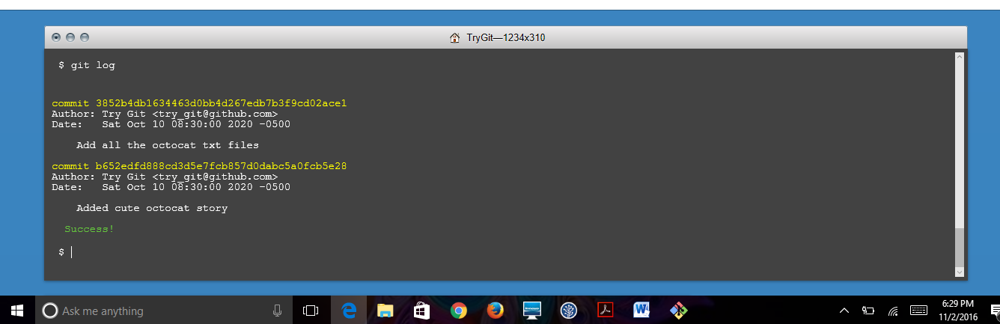 TryGit—1234x310
$ git log
commit 3852b4db1634463d0bb4d267edb7b3f9cd02ace1
Author: Try Git <try_git@github.com>
Date:   Sat Oct 10 08:30:00 2020 -0500
Add all the octocat txt files
commit b652edfd888cd3d5e7fcb857d0dabc5a0fcb5e28
Author: Try Git <try_git@github.com>
Date:   Sat Oct 10 08:30:00 2020 -0500
Added cute octocat story
Success!
$
Ask me anything
6:29 PM
11/2/2016